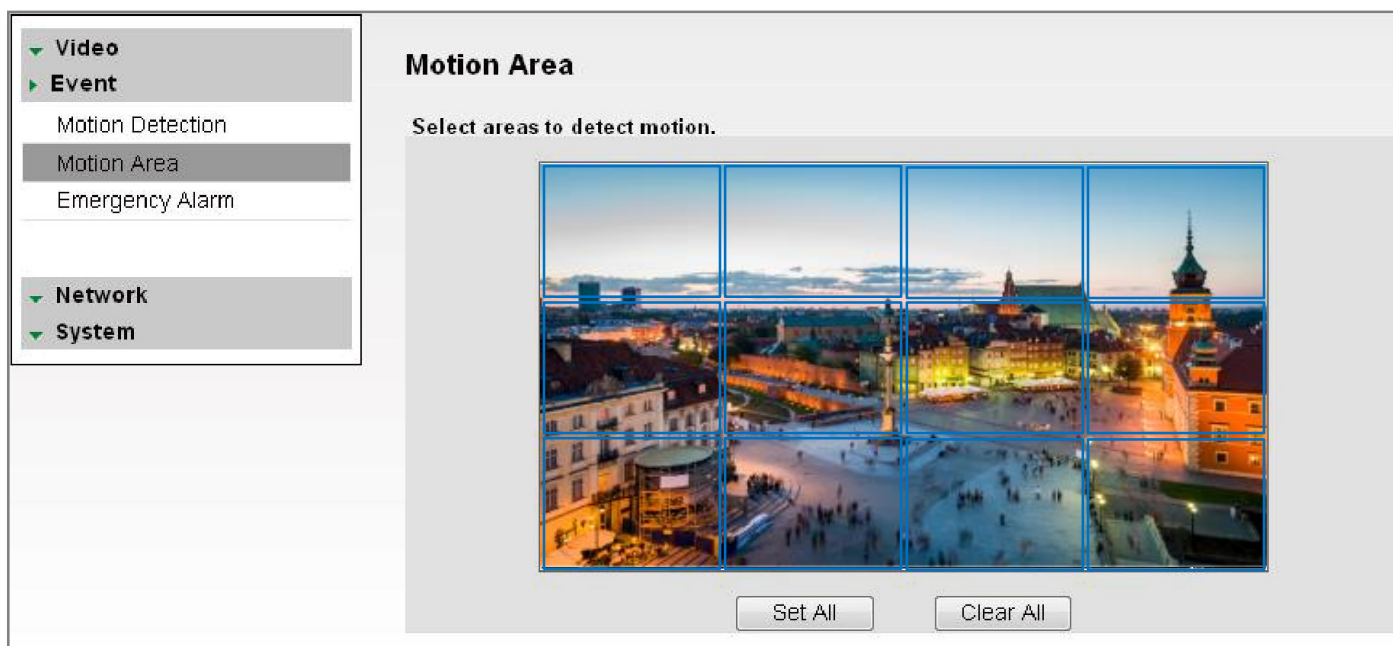 Video
Event
Motion Detection
Motion Area
Emergency Alarm
Network
System
Motion Area
Select areas to detect motion.
Set All
Clear All